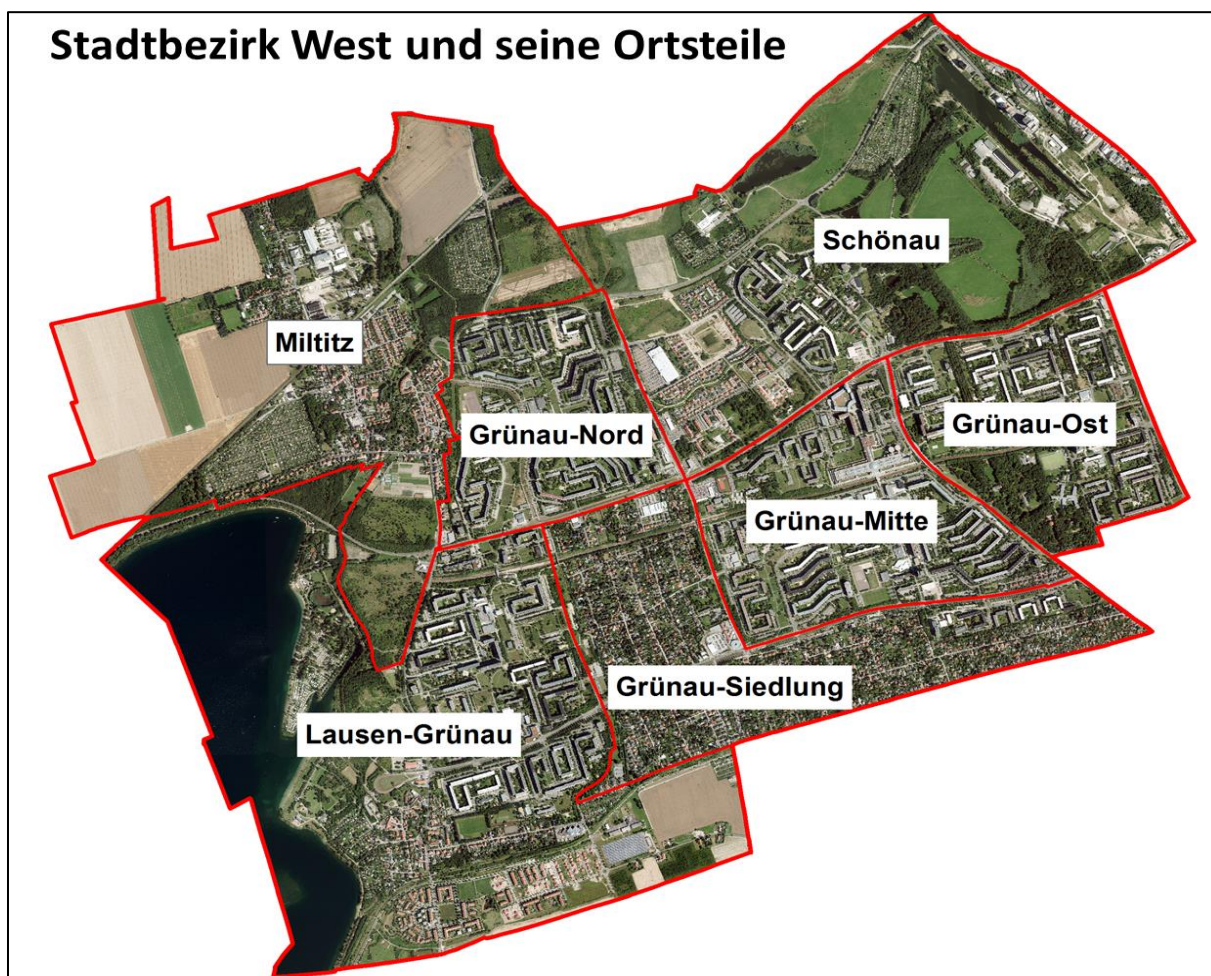 Stadtbezirk West und seine Ortsteile
Schönau
Miltitz
Grünau-Nord
Grünau-Ost
Grünau-Mitte
Grünau-Siedlung
Lausen-Grünau